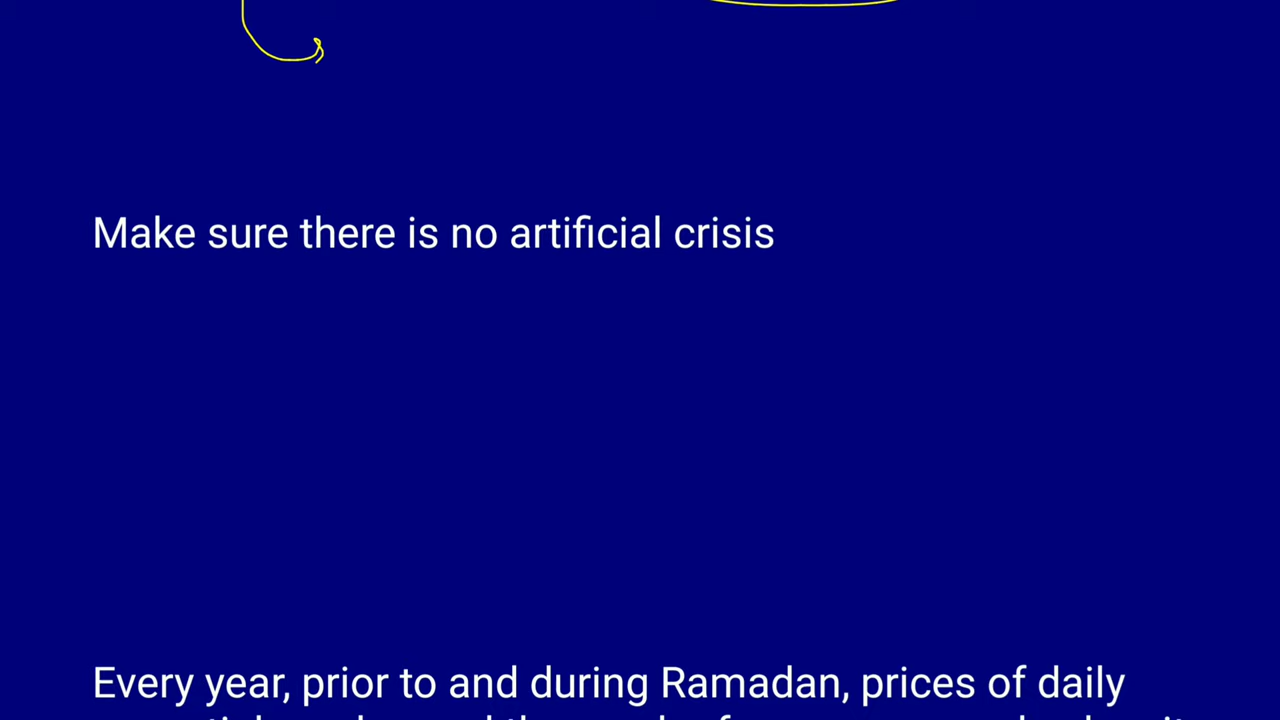 Make sure there is no artificial crisis
Every year, prior to and during Ramadan, prices of daily